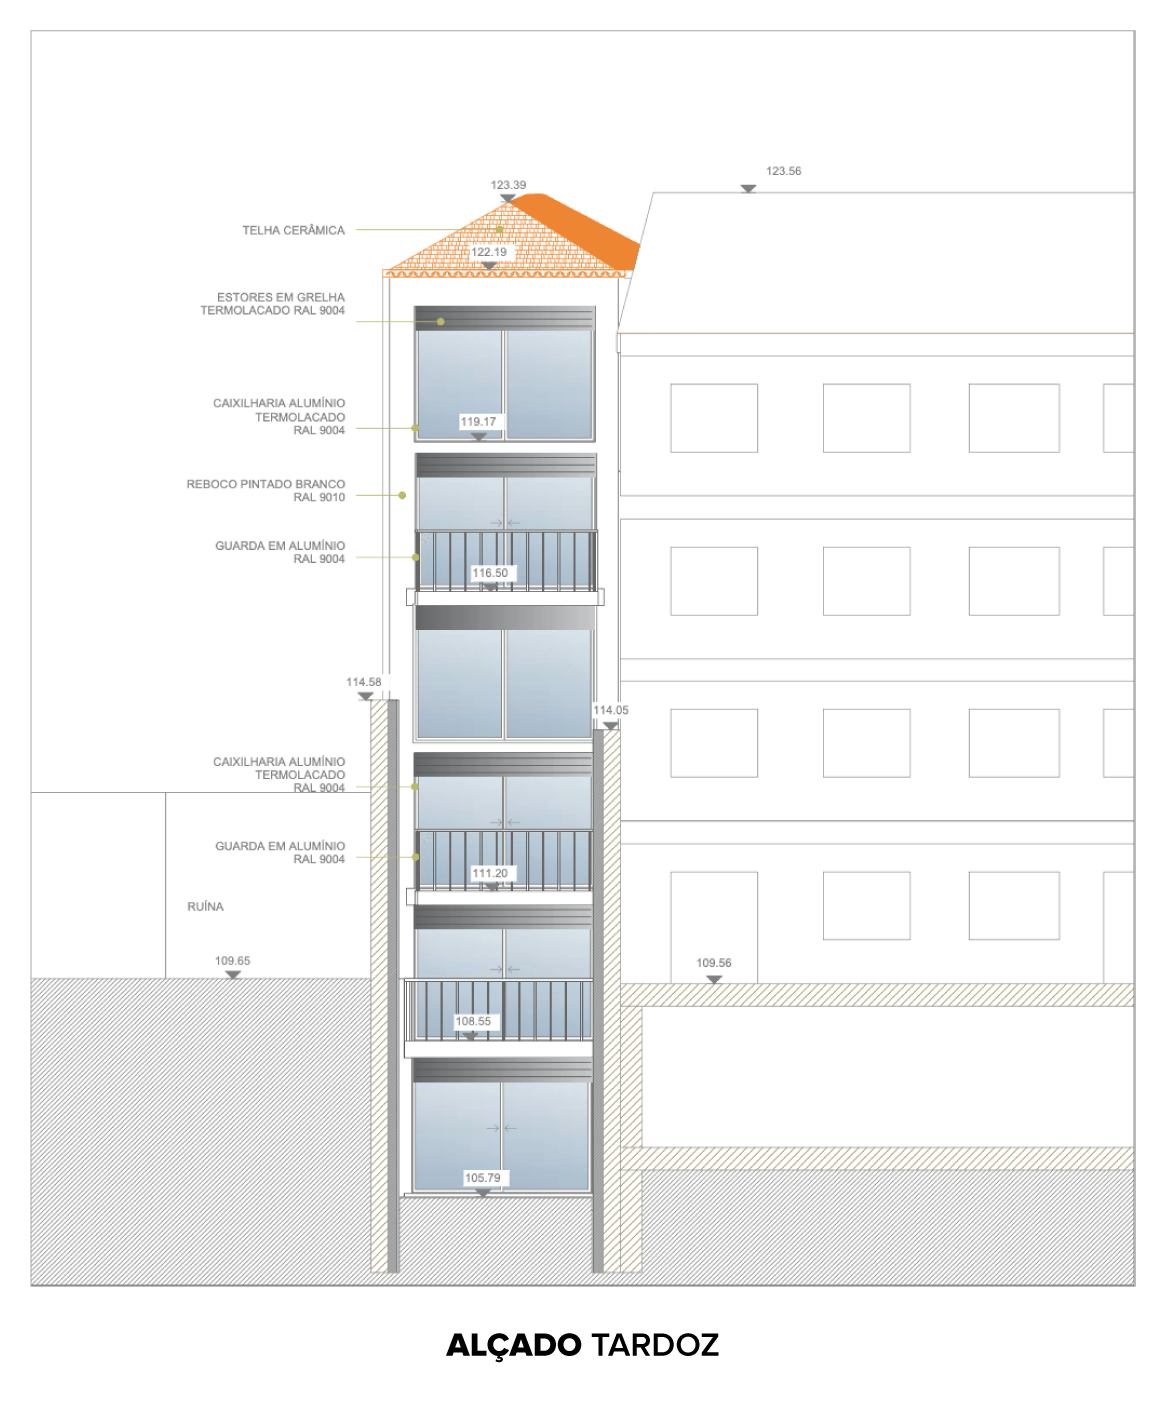 123.56
123.39
TELHA CERÂMICA
122.19
ESTORES EM GRELHA
TERMOLACADO RAL 9004
CAIXILHARIA ALUMÍNIO
TERMOLACADO
RAL 9004
119.17
REBOCO PINTADO BRANCO
RAL 9010
GUARDA EM ALUMÍNIO
RAL 9004
116.50
114.58
114.05
CAIXILHARIA ALUMÍNIO
TERMOLACADO
RAL 9004
GUARDA EM ALUMÍNIO
RAL 9004
111.20
RUÍNA
109.65
109.56
108.55
105.79
ALÇADO TARDOZ